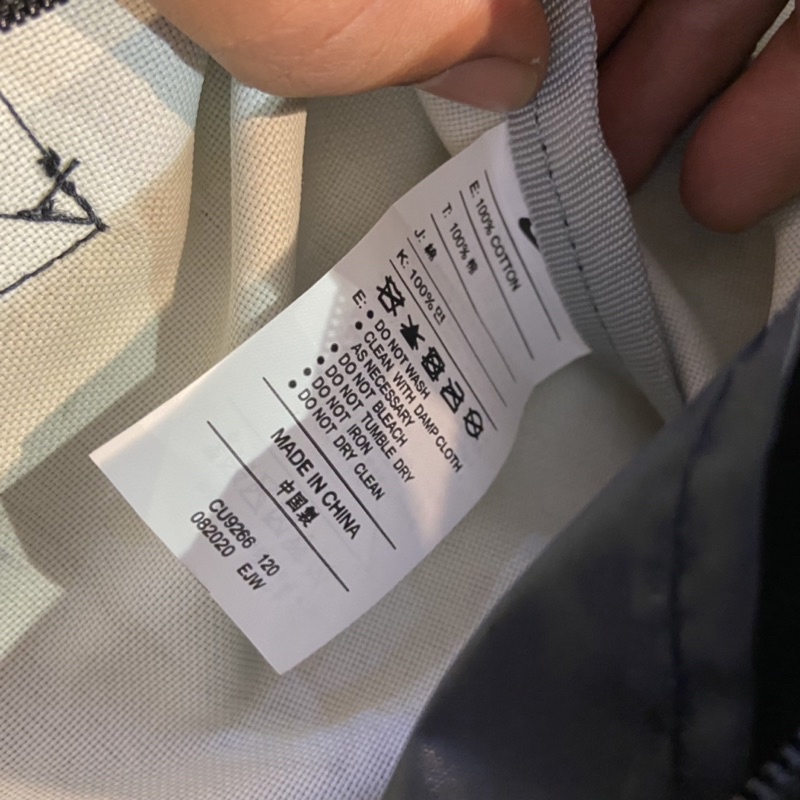 E: 100% COTTON
T: 100% 棉
J: 綿
K: 100% 면
E: • DO NOT WASH
• CLEAN WITH DAMP CLOTH
AS NECESSARY
• DO NOT BLEACH
• DO NOT TUMBLE DRY
• DO NOT IRON
• DO NOT DRY CLEAN
MADE IN CHINA
中国製
CU9266 120
082020 EJW